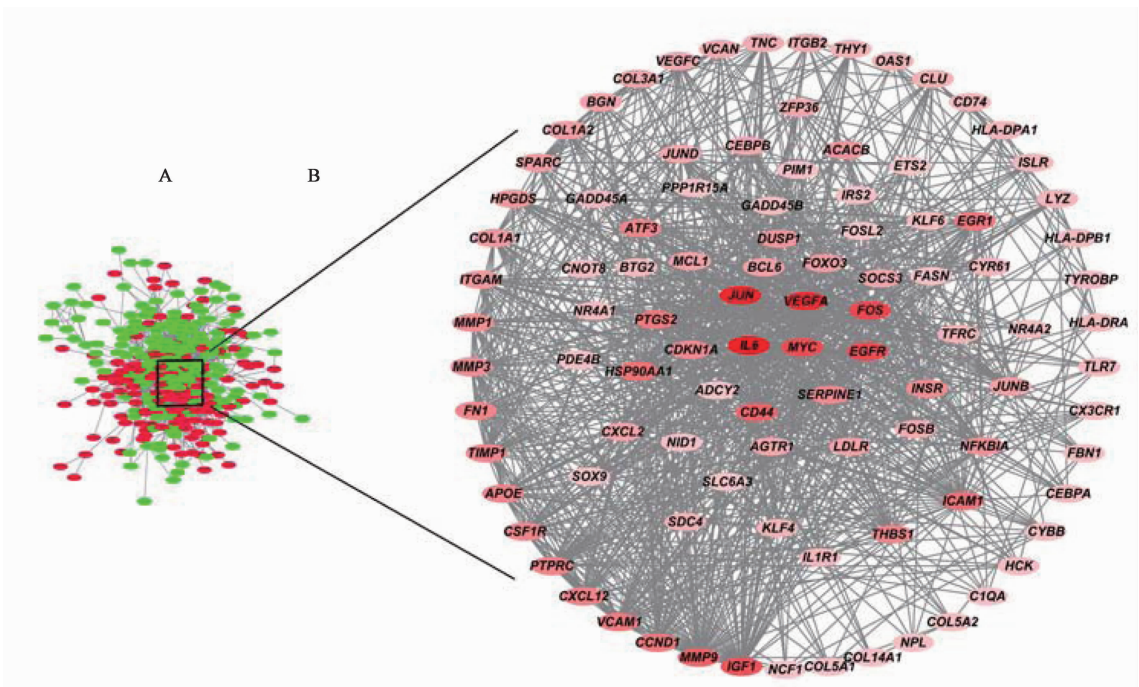 A B
TNC ITGB2
VCAN THY1
VEGFC OAS1
COL3A1 CLU
BGN ZFP36 CD74
COL1A2 CEBPB ACACB HLA-DPA1
SPARC JUND PIM1 ETS2 ISLR
HPGDS GADD45A PPP1R15A GADD45B IRS2 LYZ
ATF3 FOSL2 KLF6 EGR1
COL1A1 DUSP1 HLA-DPB1
ITGAM CNOT8 BTG2 MCL1 BCL6 FOXO3 SOCS3 FASN CYR61 TYROBP
JUN VEGFA FOS
MMP1 NR4A1 PTGS2 TFRC NR4A2 HLA-DRA
CDKN1A IL6 MYC EGFR
MMP3 PDE4B HSP90AA1 TLR7
ADCY2 SERPINE1 INSR JUNB
FN1 CD44 CX3CR1
CXCL2 NID1 AGTR1 LDLR FOSB NFKBIA
TIMP1 FBN1
SOX9 SLC6A3
APOE ICAM1 CEBPA
CSF1R SDC4 KLF4 THBS1 CYBB
PTPRC IL1R1 HCK
CXCL12 C1QA
VCAM1 COL5A2
CCND1 NPL
MMP9 IGF1 NCF1 COL5A1 COL14A1